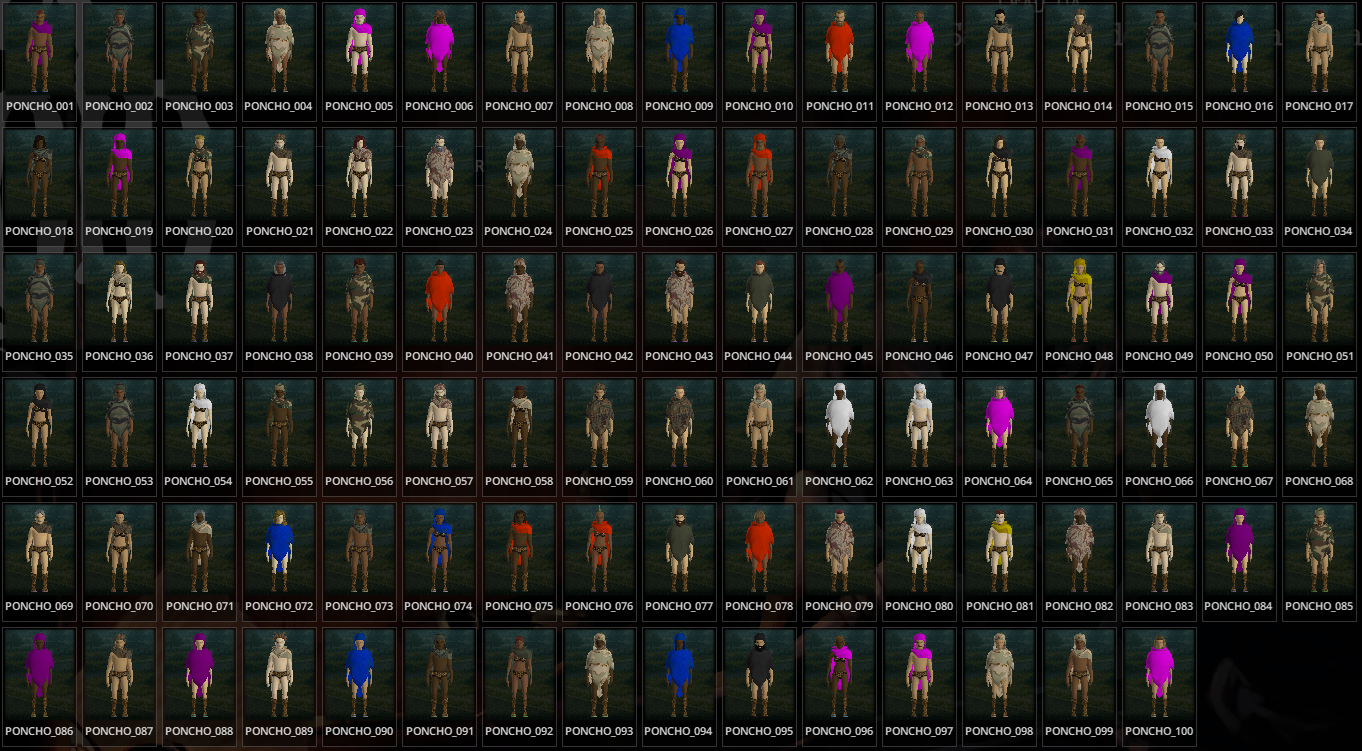 PONCHO_001 PONCHO_002 PONCHO_003 PONCHO_004 PONCHO_005 PONCHO_006 PONCHO_007 PONCHO_008 PONCHO_009 PONCHO_010 PONCHO_011 PONCHO_012 PONCHO_013 PONCHO_014 PONCHO_015 PONCHO_016 PONCHO_017
PONCHO_018 PONCHO_019 PONCHO_020 PONCHO_021 PONCHO_022 PONCHO_023 PONCHO_024 PONCHO_025 PONCHO_026 PONCHO_027 PONCHO_028 PONCHO_029 PONCHO_030 PONCHO_031 PONCHO_032 PONCHO_033 PONCHO_034
PONCHO_035 PONCHO_036 PONCHO_037 PONCHO_038 PONCHO_039 PONCHO_040 PONCHO_041 PONCHO_042 PONCHO_043 PONCHO_044 PONCHO_045 PONCHO_046 PONCHO_047 PONCHO_048 PONCHO_049 PONCHO_050 PONCHO_051
PONCHO_052 PONCHO_053 PONCHO_054 PONCHO_055 PONCHO_056 PONCHO_057 PONCHO_058 PONCHO_059 PONCHO_060 PONCHO_061 PONCHO_062 PONCHO_063 PONCHO_064 PONCHO_065 PONCHO_066 PONCHO_067 PONCHO_068
PONCHO_069 PONCHO_070 PONCHO_071 PONCHO_072 PONCHO_073 PONCHO_074 PONCHO_075 PONCHO_076 PONCHO_077 PONCHO_078 PONCHO_079 PONCHO_080 PONCHO_081 PONCHO_082 PONCHO_083 PONCHO_084 PONCHO_085
PONCHO_086 PONCHO_087 PONCHO_088 PONCHO_089 PONCHO_090 PONCHO_091 PONCHO_092 PONCHO_093 PONCHO_094 PONCHO_095 PONCHO_096 PONCHO_097 PONCHO_098 PONCHO_099 PONCHO_100